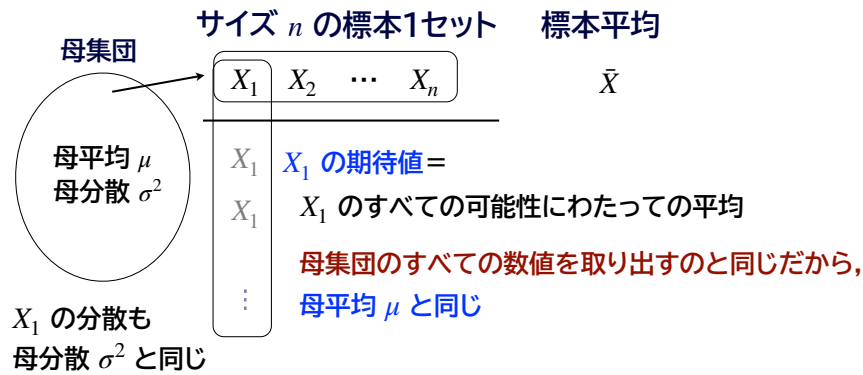 サイズ n の標本1セット 標本平均
母集団
X₁ X₂ ⋯ Xₙ X̄
母平均 μ
母分散 σ²
X₁ X₁ の期待値=
X₁ X₁ のすべての可能性にわたっての平均
母集団のすべての数値を取り出すのと同じだから,
⋮ 母平均 μ と同じ
X₁ の分散も
母分散 σ² と同じ